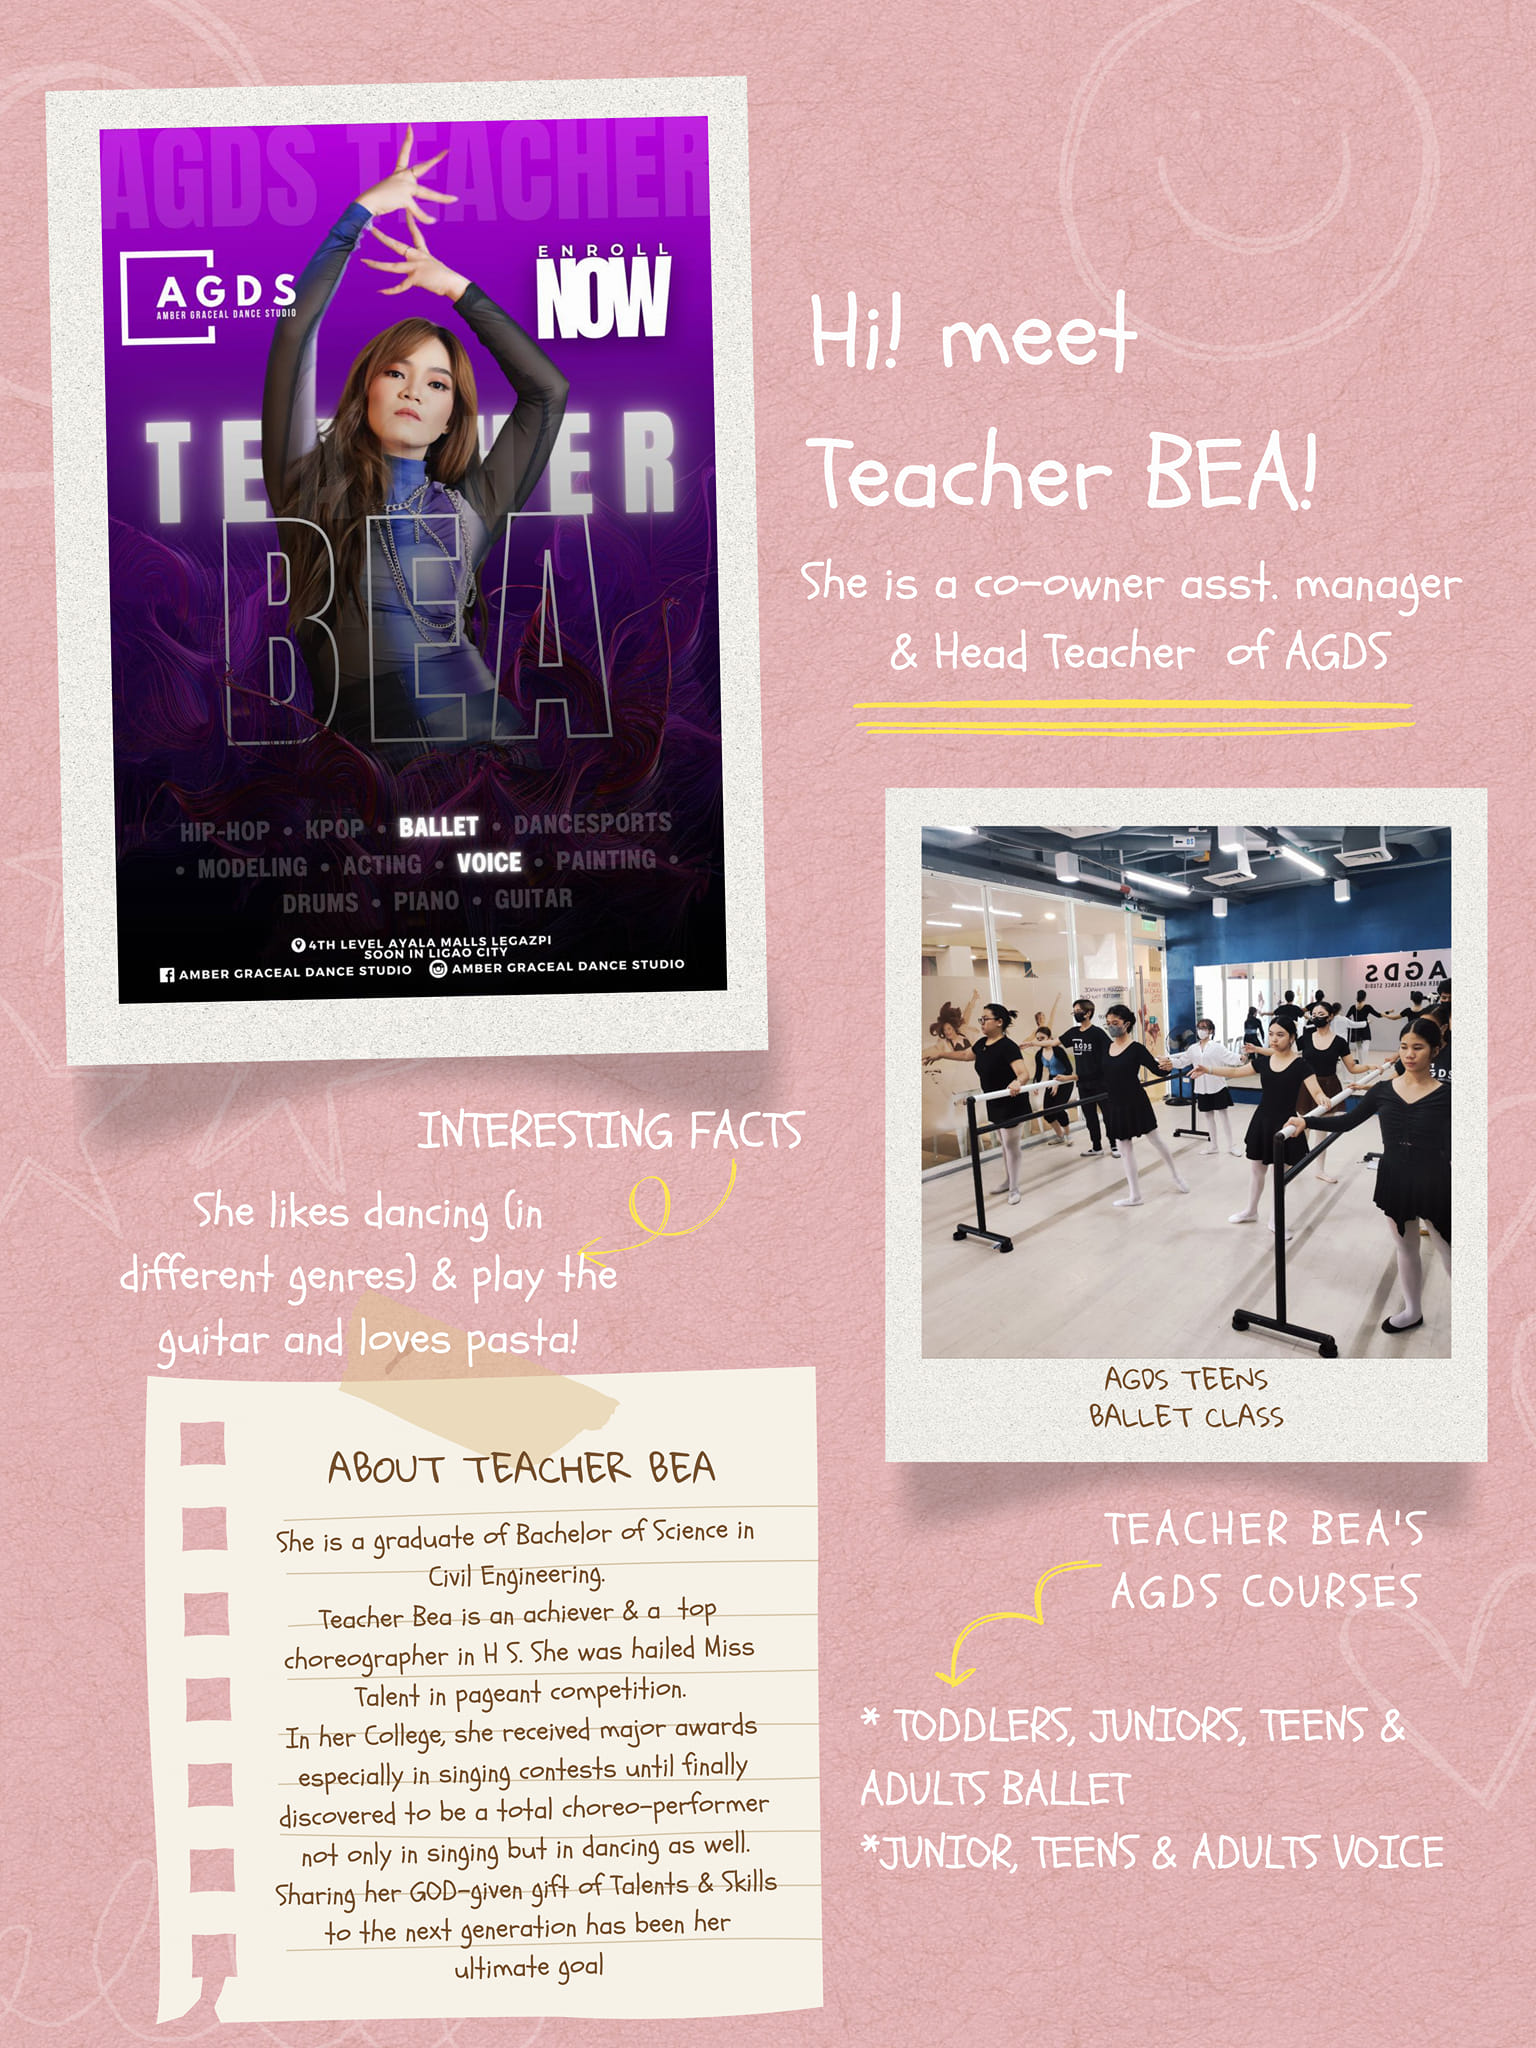 AGDS TEACHER
AGDS
AMBER GRACEAL DANCE STUDIO
ENROLL
NOW
TEACHER
BEA
HIP-HOP • KPOP • BALLET • DANCESPORTS
• MODELING • ACTING • VOICE • PAINTING •
DRUMS • PIANO • GUITAR
4TH LEVEL AYALA MALLS LEGAZPI
SOON IN LIGAO CITY
AMBER GRACEAL DANCE STUDIO AMBER GRACEAL DANCE STUDIO
Hi! meet
Teacher BEA!
She is a co-owner asst. manager
& Head Teacher of AGDS
AGDS
AGDS TEENS
BALLET CLASS
INTERESTING FACTS
She likes dancing (in
different genres) & play the
guitar and loves pasta!
ABOUT TEACHER BEA
She is a graduate of Bachelor of Science in
Civil Engineering.
Teacher Bea is an achiever & a top
choreographer in H S. She was hailed Miss
Talent in pageant competition.
In her College, she received major awards
especially in singing contests until finally
discovered to be a total choreo-performer
not only in singing but in dancing as well.
Sharing her GOD-given gift of Talents & Skills
to the next generation has been her
ultimate goal
TEACHER BEA'S
AGDS COURSES
* TODDLERS, JUNIORS, TEENS &
ADULTS BALLET
*JUNIOR, TEENS & ADULTS VOICE